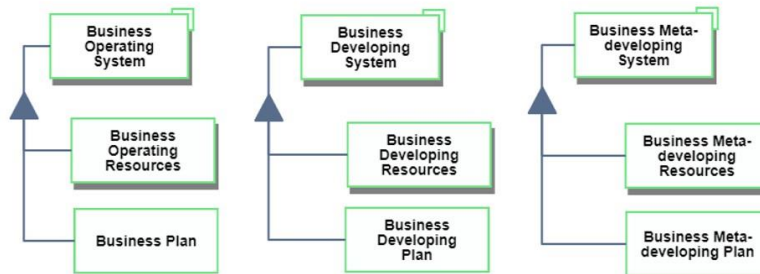 Business
Operating
System
Business
Operating
Resources
Business Plan
Business
Developing
System
Business
Developing
Resources
Business
Developing
Plan
Business Meta-
developing
System
Business Meta-
developing
Resources
Business Meta-
developing Plan